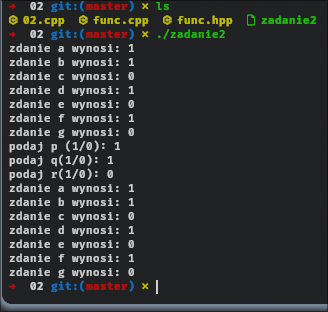 ➜ 02 git:(master) × ls
02.cpp func.cpp func.hpp zadanie2
➜ 02 git:(master) × ./zadanie2
zdanie a wynosi: 1
zdanie b wynosi: 1
zdanie c wynosi: 0
zdanie d wynosi: 1
zdanie e wynosi: 0
zdanie f wynosi: 1
zdanie g wynosi: 0
podaj p (1/0): 1
podaj q(1/0): 1
podaj r(1/0): 0
zdanie a wynosi: 1
zdanie b wynosi: 1
zdanie c wynosi: 0
zdanie d wynosi: 1
zdanie e wynosi: 0
zdanie f wynosi: 1
zdanie g wynosi: 0
➜ 02 git:(master) ×